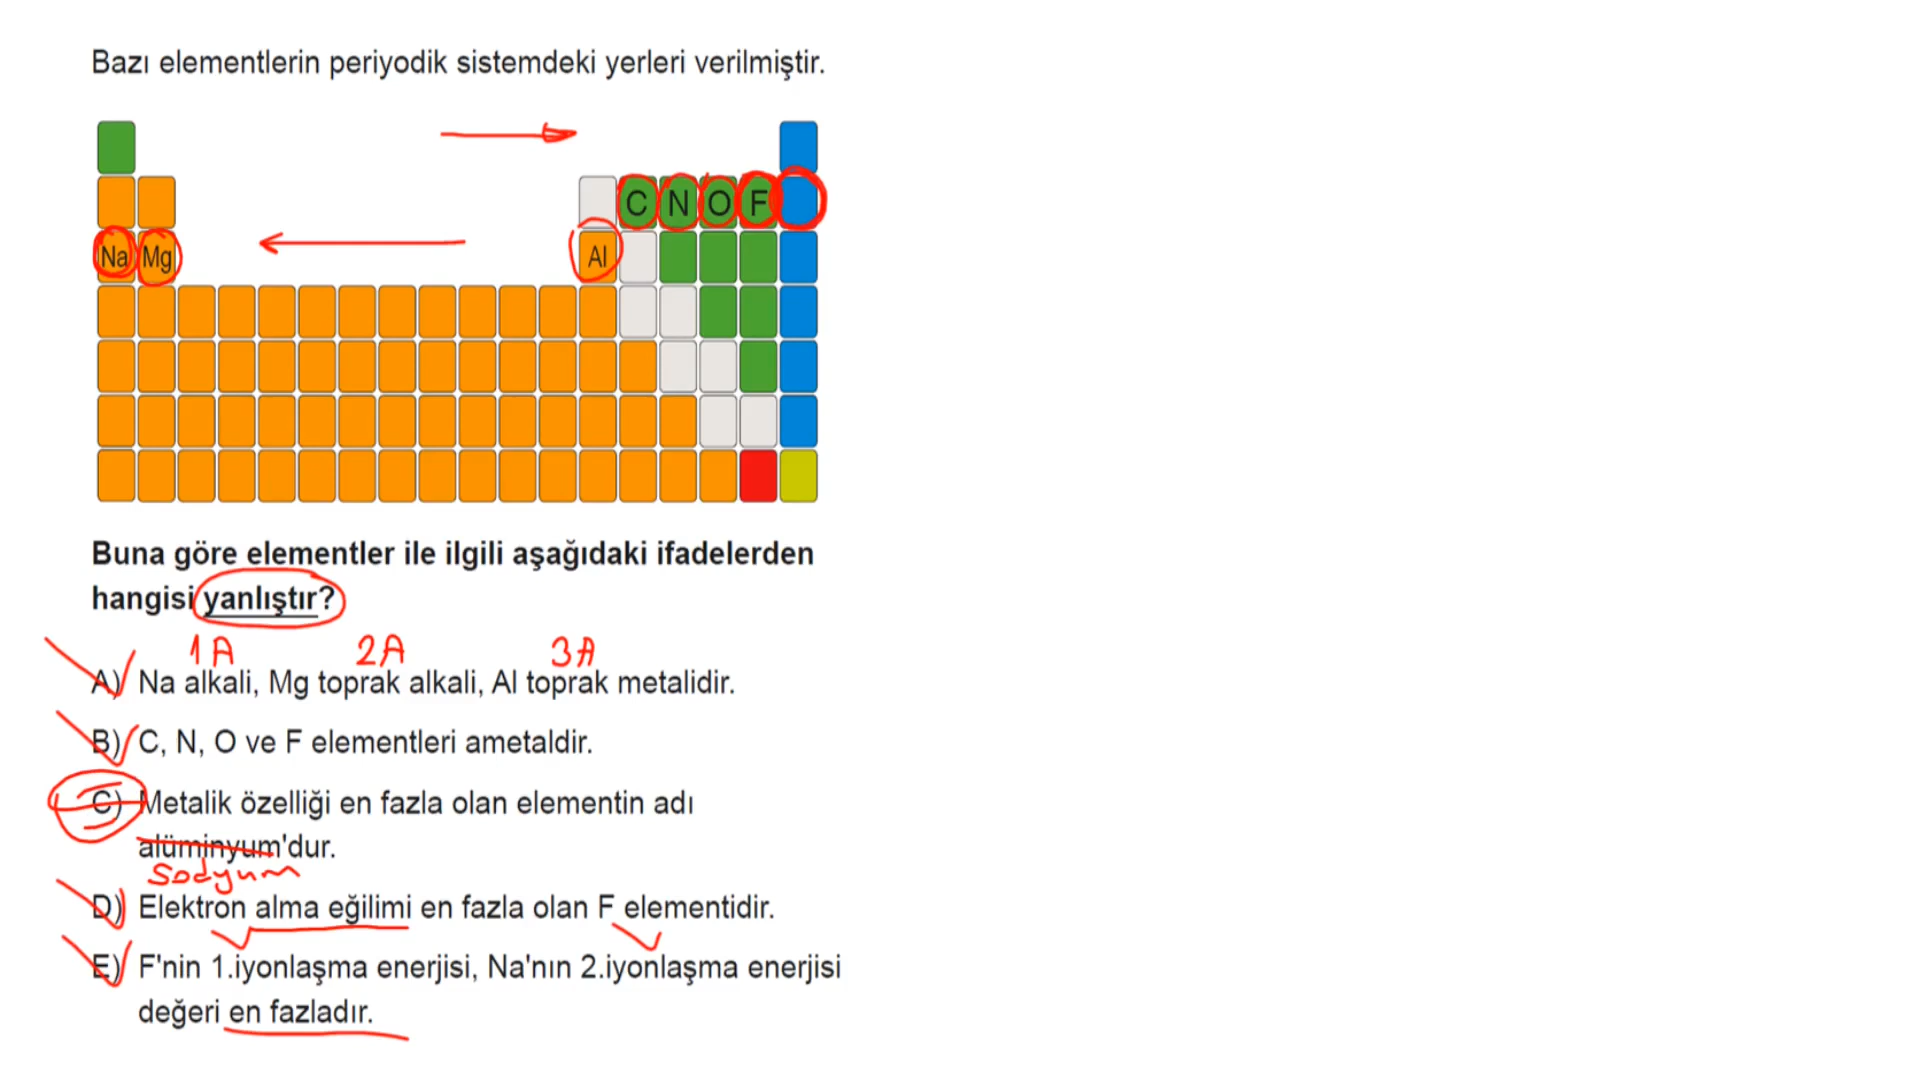 Bazı elementlerin periyodik sistemdeki yerleri verilmiştir.
C N O F
Na Mg Al
Buna göre elementler ile ilgili aşağıdaki ifadelerden
hangisi yanlıştır?
1A 2A 3A
A) Na alkali, Mg toprak alkali, Al toprak metalidir.
B) C, N, O ve F elementleri ametaldir.
C) Metalik özelliği en fazla olan elementin adı
alüminyum'dur.
Sodyum
D) Elektron alma eğilimi en fazla olan F elementidir.
E) F'nin 1.iyonlaşma enerjisi, Na'nın 2.iyonlaşma enerjisi
değeri en fazladır.